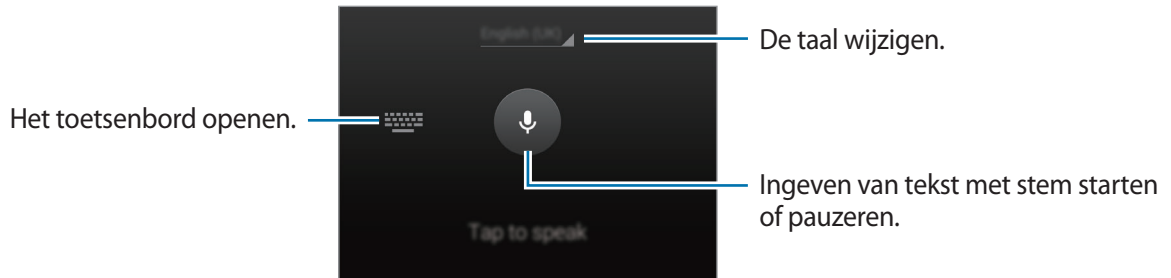 English (UK)
De taal wijzigen.
Het toetsenbord openen.
Ingeven van tekst met stem starten
of pauzeren.
Tap to speak